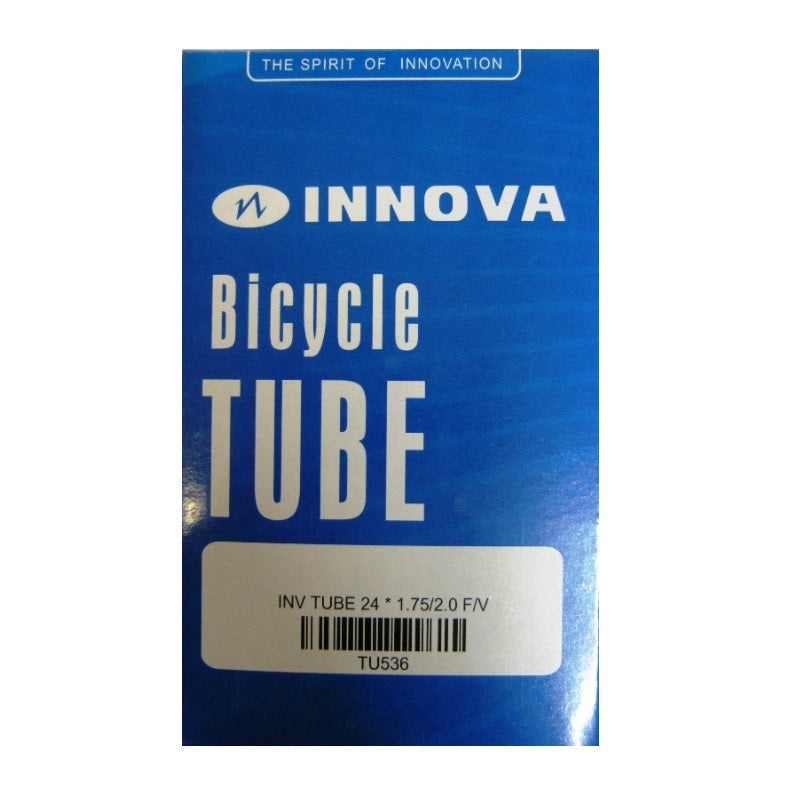 THE SPIRIT OF INNOVATION
INNOVA
Bicycle
TUBE
INV TUBE 24 * 1.75/2.0 F/V
TU536